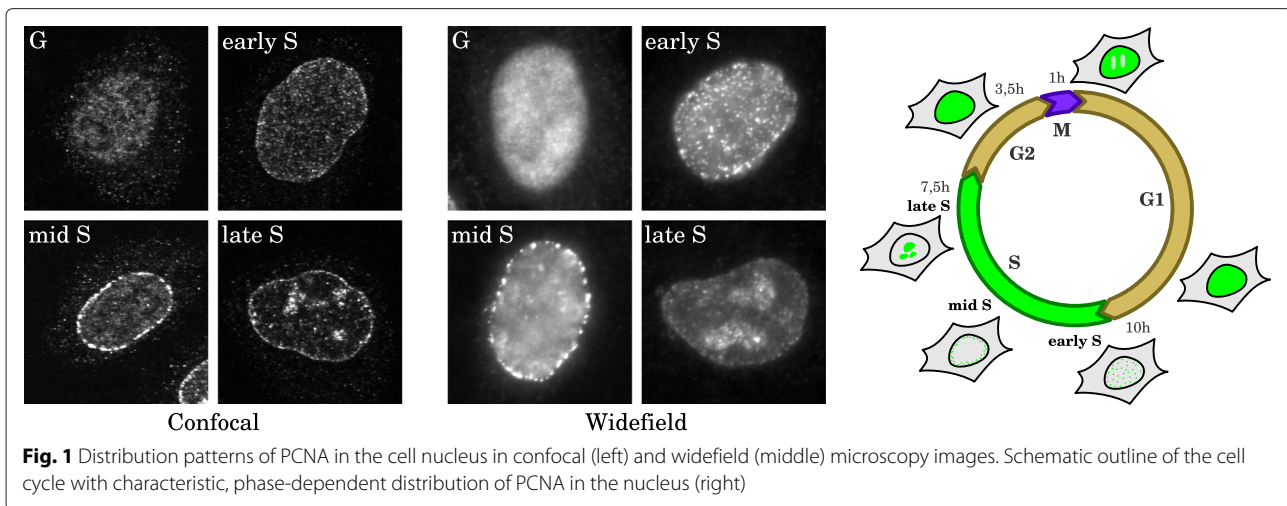 G
early S
mid S
late S
Confocal
G
early S
mid S
late S
Widefield
1h
3,5h
M
G2
G1
7,5h
late S
S
mid S
early S
10h
Fig. 1 Distribution patterns of PCNA in the cell nucleus in confocal (left) and widefield (middle) microscopy images. Schematic outline of the cell
cycle with characteristic, phase-dependent distribution of PCNA in the nucleus (right)